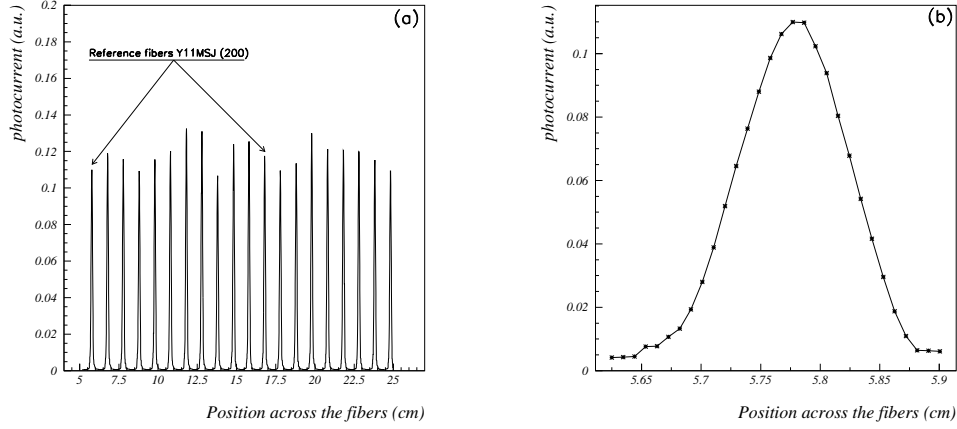 (a)
photocurrent (a.u.)
0.2
0.18
0.16
0.14
0.12
0.1
0.08
0.06
0.04
0.02
0
Reference fibers Y11MSJ (200)
5 7.5 10 12.5 15 17.5 20 22.5 25
Position across the fibers (cm)
(b)
photocurrent (a.u.)
0.1
0.08
0.06
0.04
0.02
0
5.65 5.7 5.75 5.8 5.85 5.9
Position across the fibers (cm)